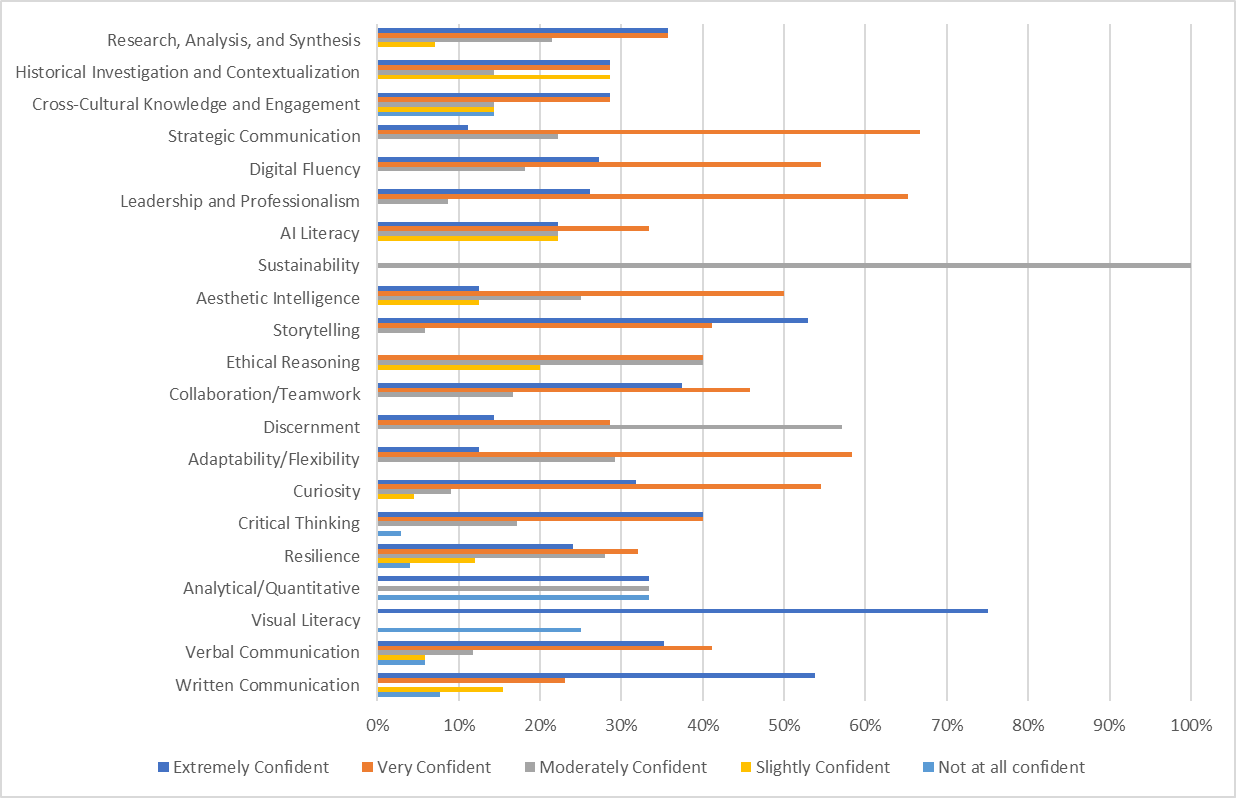 Research, Analysis, and Synthesis
Historical Investigation and Contextualization
Cross-Cultural Knowledge and Engagement
Strategic Communication
Digital Fluency
Leadership and Professionalism
AI Literacy
Sustainability
Aesthetic Intelligence
Storytelling
Ethical Reasoning
Collaboration/Teamwork
Discernment
Adaptability/Flexibility
Curiosity
Critical Thinking
Resilience
Analytical/Quantitative
Visual Literacy
Verbal Communication
Written Communication
0% 10% 20% 30% 40% 50% 60% 70% 80% 90% 100%
Extremely Confident Very Confident Moderately Confident Slightly Confident Not at all confident